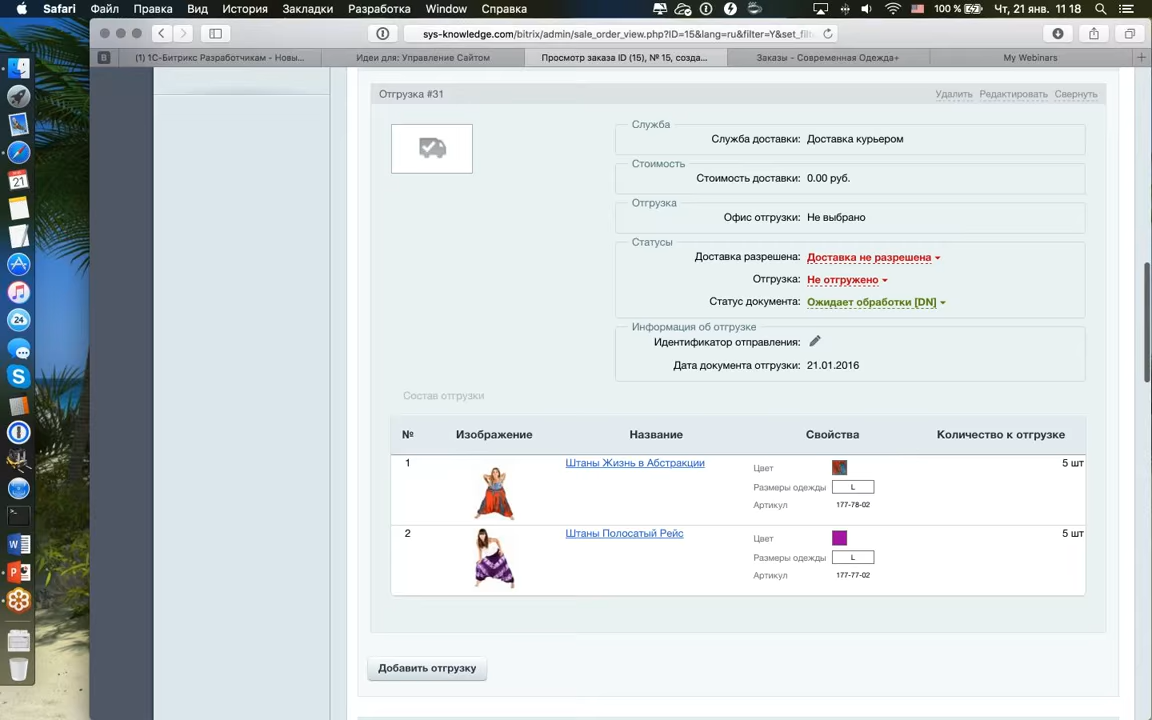 Safari Файл Правка Вид История Закладки Разработка Окно Справка 100 % Чт, 21 янв. 11 18
sys-knowledge.com/bitrix/admin/sale_order_view.php?ID=15&lang=ru&filter=Y&set_filt
(1) 1С-Битрикс Разработчикам - Новы... Идеи для: Управление Сайтом Просмотр заказа ID (15), № 15, созда... Заказы - Современная Одежда+ My Webinars
Отгрузка #31 Удалить Редактировать Свернуть
Служба
Служба доставки: Доставка курьером
Стоимость
Стоимость доставки: 0.00 руб.
Отгрузка
Офис отгрузки: Не выбрано
Статусы
Доставка разрешена: Доставка не разрешена
Отгрузка: Не отгружено
Статус документа: Ожидает обработки [DN]
Информация об отгрузке
Идентификатор отправления:
Дата документа отгрузки: 21.01.2016
Состав отгрузки
№ Изображение Название Свойства Количество к отгрузке
1 Штаны Жизнь в Абстракции 5 шт
Цвет
Размеры одежды L
Артикул 177-78-02
2 Штаны Полосатый Рейс 5 шт
Цвет
Размеры одежды L
Артикул 177-77-02
Добавить отгрузку
21
24